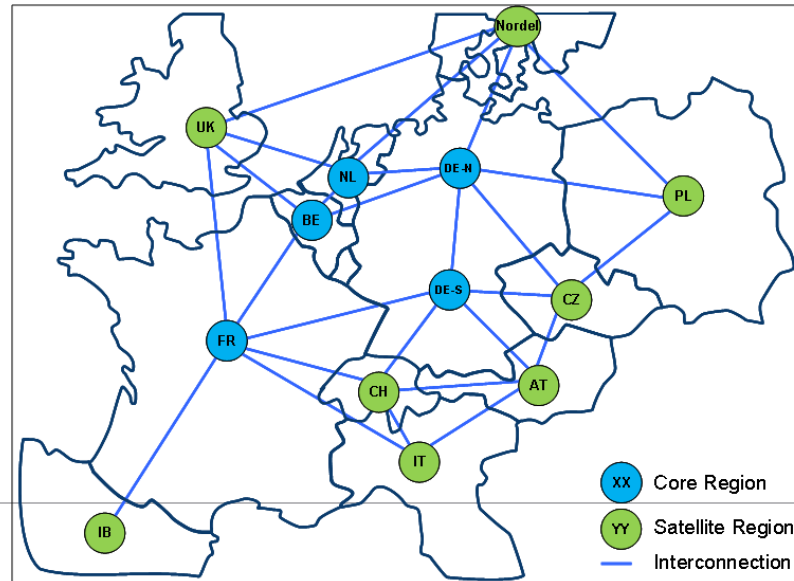 Nordel
UK
NL
DE-N
PL
BE
DE-S
CZ
FR
CH
AT
IT
XX Core Region
YY Satellite Region
IB
Interconnection